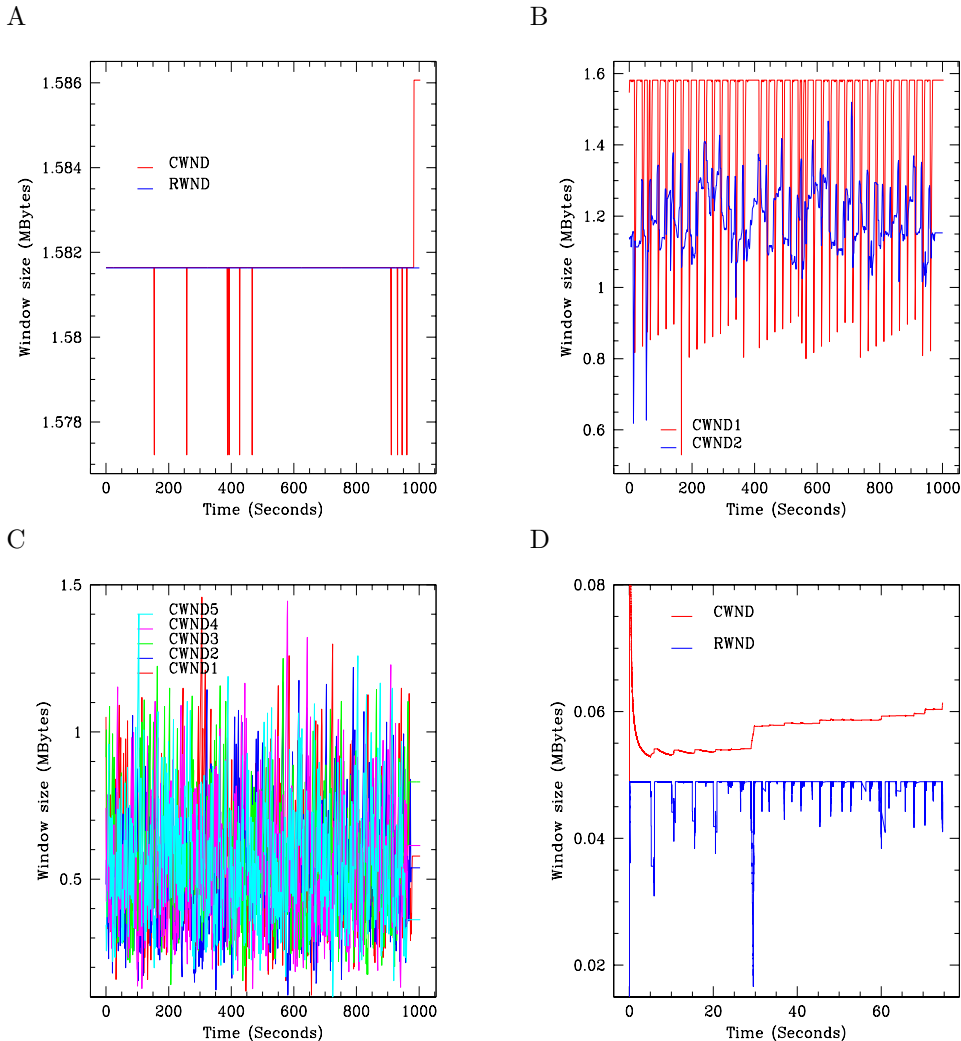 A
1.586
1.584
1.582
1.58
1.578
Window size (MBytes)
CWND
RWND
0 200 400 600 800 1000
Time (Seconds)
B
1.6
1.4
1.2
1
0.8
0.6
Window size (MBytes)
CWND1
CWND2
0 200 400 600 800 1000
Time (Seconds)
C
1.5
1
0.5
Window size (MBytes)
CWND5
CWND4
CWND3
CWND2
CWND1
0 200 400 600 800 1000
Time (Seconds)
D
0.08
0.06
0.04
0.02
Window size (MBytes)
CWND
RWND
0 20 40 60
Time (Seconds)